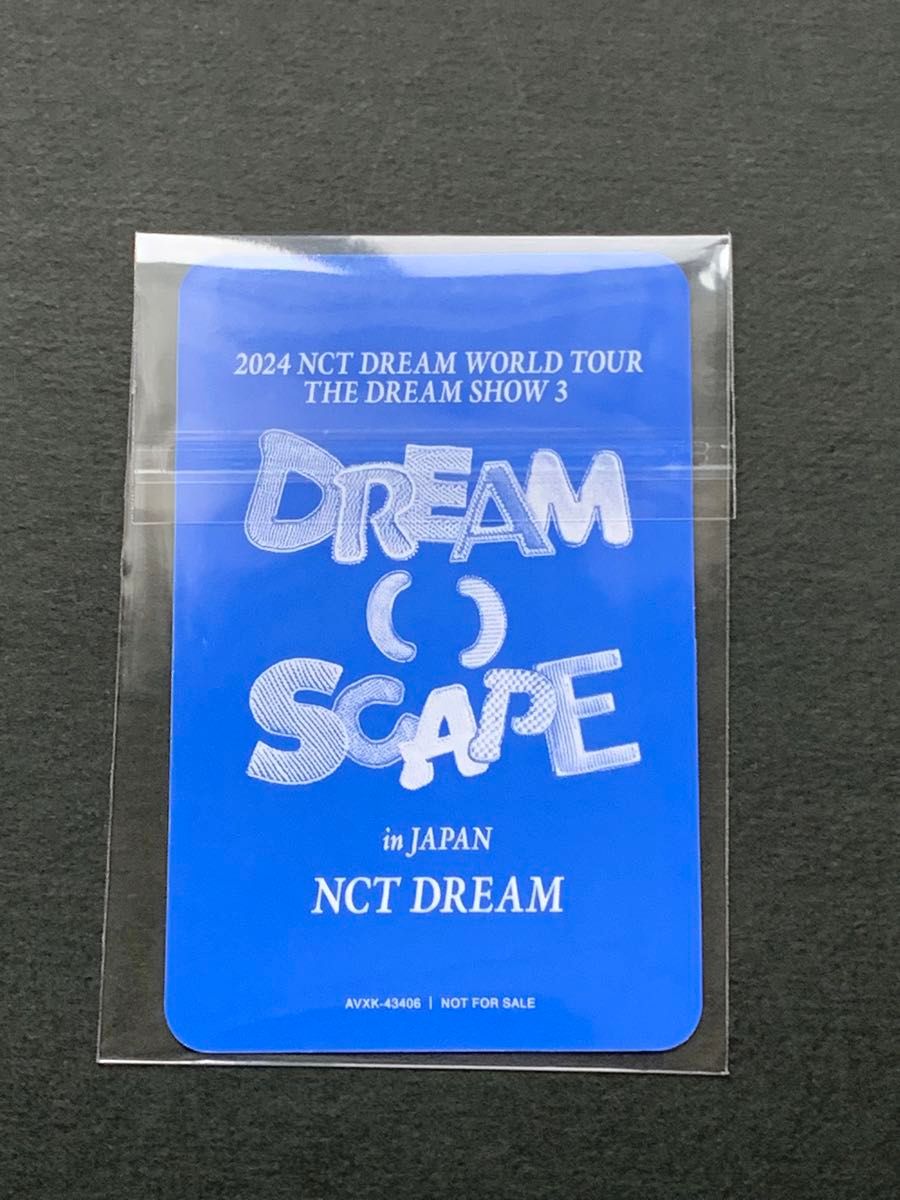 2024 NCT DREAM WORLD TOUR
THE DREAM SHOW 3
DREAM
( )
SCAPE
in JAPAN
NCT DREAM
AVXK-43406 | NOT FOR SALE